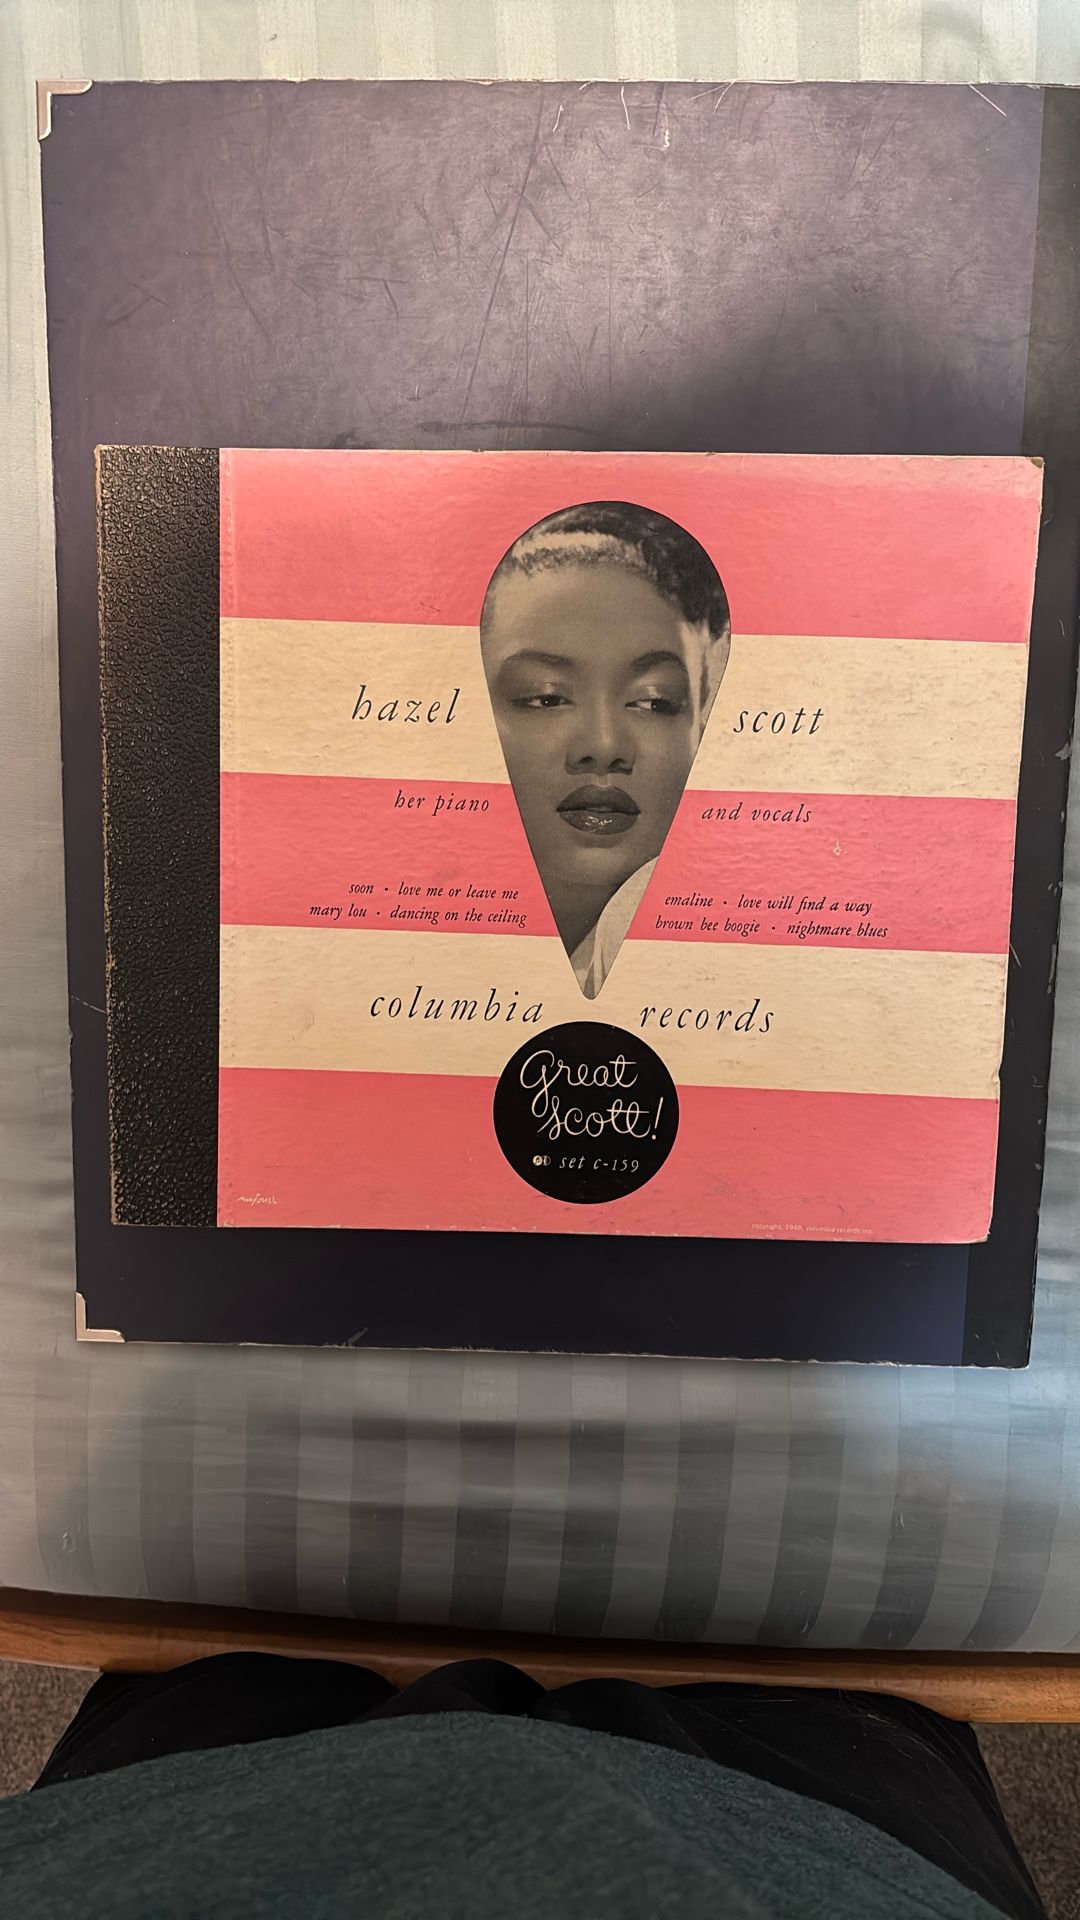 hazel scott
her piano and vocals
soon · love me or leave me
mary lou · dancing on the ceiling
emaline · love will find a way
brown bee boogie · nightmare blues
columbia records
Great
Scott!
set c-159
copyright, 1948, columbia records inc.